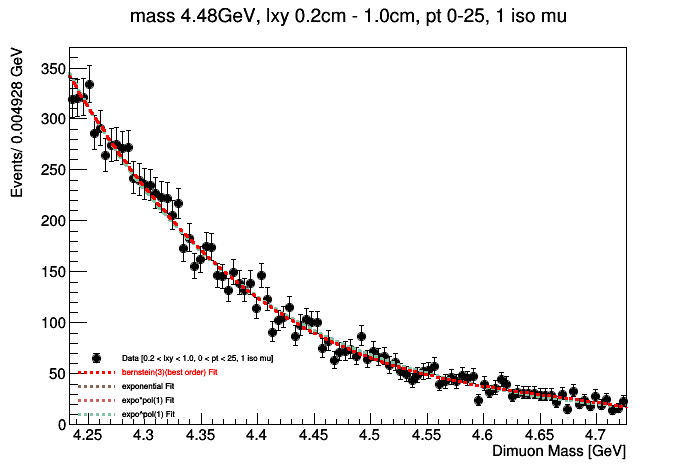 mass 4.48GeV, lxy 0.2cm - 1.0cm, pt 0-25, 1 iso mu
Events/ 0.004928 GeV
350
300
250
200
150
100
50
0
Data [0.2 < lxy < 1.0, 0 < pt < 25, 1 iso mu]
bernstein(3)(best order) Fit
exponential Fit
expo*pol(1) Fit
expo*pol(1) Fit
4.25 4.3 4.35 4.4 4.45 4.5 4.55 4.6 4.65 4.7
Dimuon Mass [GeV]